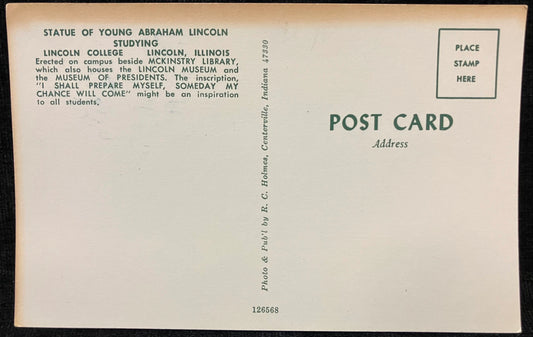 STATUE OF YOUNG ABRAHAM LINCOLN
STUDYING
LINCOLN COLLEGE LINCOLN, ILLINOIS
Erected on campus beside MCKINSTRY LIBRARY,
which also houses the LINCOLN MUSEUM and
the MUSEUM OF PRESIDENTS. The inscription,
"I SHALL PREPARE MYSELF, SOMEDAY MY
CHANCE WILL COME" might be an inspiration
to all students.
Photo & Pub'l by R. C. Holmes, Centerville, Indiana 47330
126568
PLACE
STAMP
HERE
POST CARD
Address